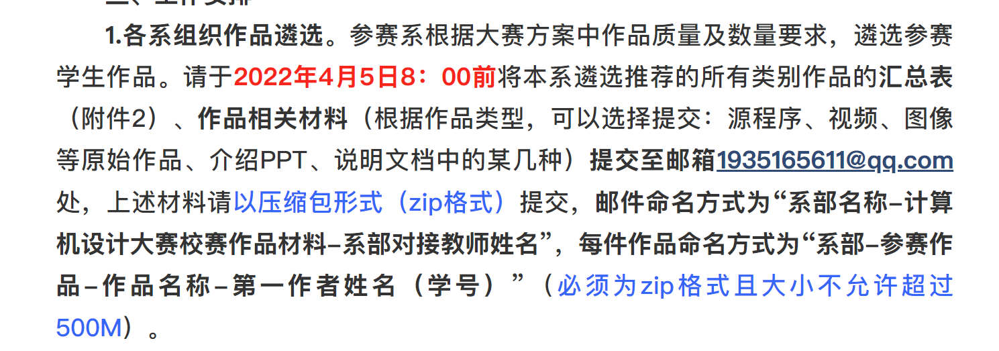 1.各系组织作品遴选。参赛系根据大赛方案中作品质量及数量要求，遴选参赛
学生作品。请于2022年4月5日8：00前将本系遴选推荐的所有类别作品的汇总表
（附件2）、作品相关材料（根据作品类型，可以选择提交：源程序、视频、图像
等原始作品、介绍PPT、说明文档中的某几种）提交至邮箱1935165611@qq.com
处，上述材料请以压缩包形式（zip格式）提交，邮件命名方式为“系部名称–计算
机设计大赛校赛作品材料–系部对接教师姓名”，每件作品命名方式为“系部–参赛作
品–作品名称–第一作者姓名（学号）”（必须为zip格式且大小不允许超过
500M）。